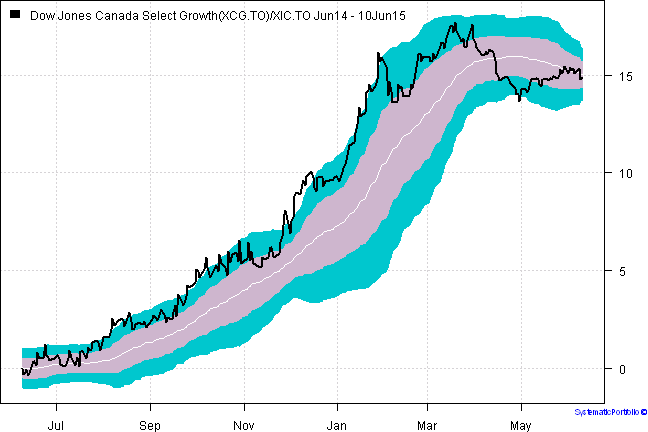 Dow Jones Canada Select Growth(XCG.TO)/XIC.TO Jun14 - 10Jun15
15
10
5
0
Jul Sep Nov Jan Mar May
SystematicPortfolio ©